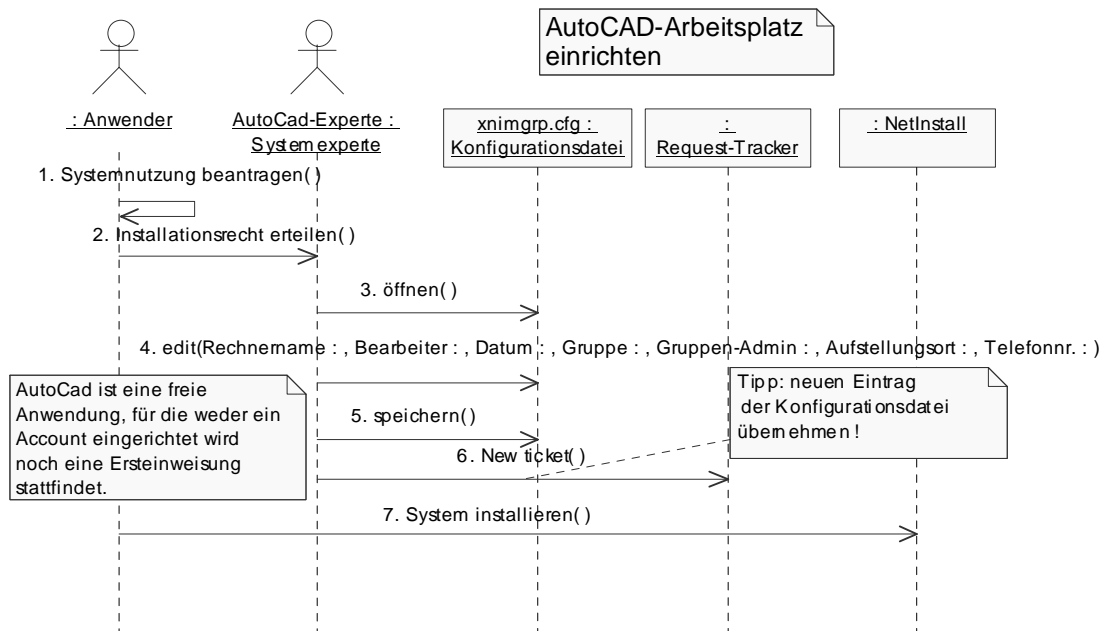 AutoCAD-Arbeitsplatz
einrichten
: Anwender
AutoCad-Experte :
Systemexperte
xnimgrp.cfg :
Konfigurationsdatei
:
Request-Tracker
: NetInstall
1. Systemnutzung beantragen( )
2. Installationsrecht erteilen( )
3. öffnen( )
4. edit(Rechnername : , Bearbeiter : , Datum : , Gruppe : , Gruppen-Admin : , Aufstellungsort : , Telefonnr. : )
AutoCad ist eine freie
Anwendung, für die weder ein
Account eingerichtet wird
noch eine Ersteinweisung
stattfindet.
Tipp: neuen Eintrag
der Konfigurationsdatei
übernehmen !
5. speichern( )
6. New ticket( )
7. System installieren( )